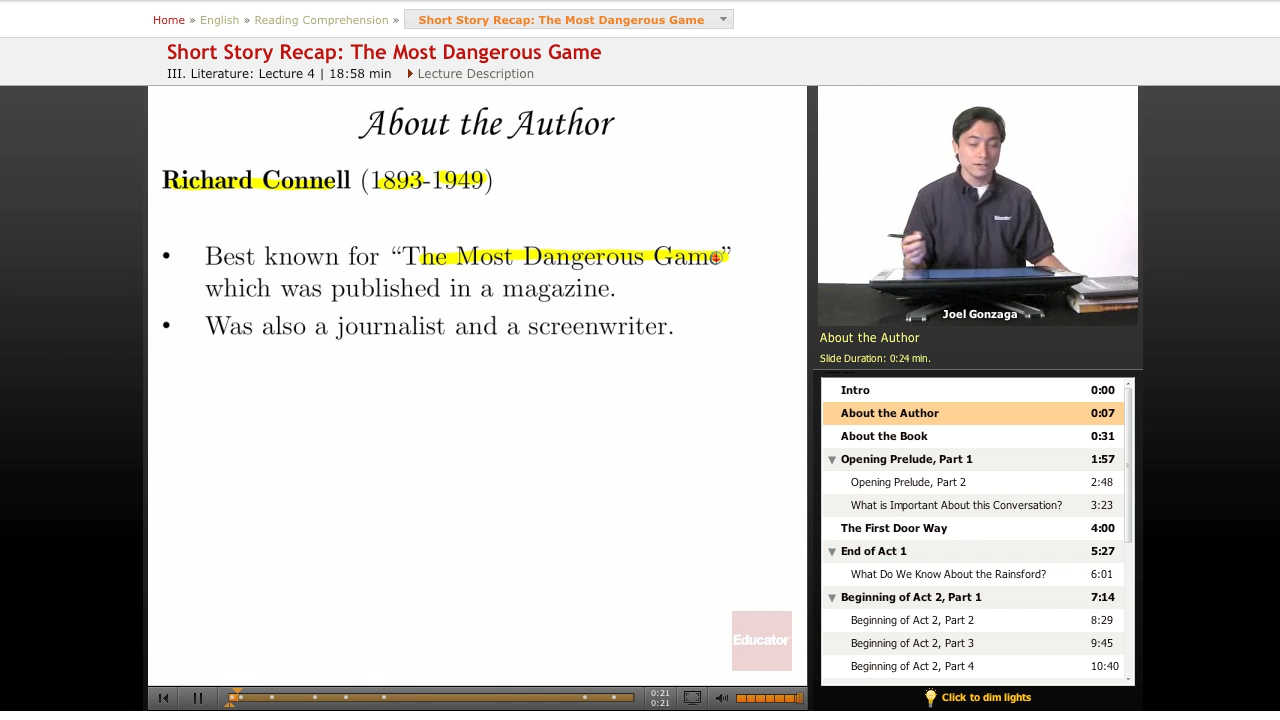 Home » English » Reading Comprehension » Short Story Recap: The Most Dangerous Game
Short Story Recap: The Most Dangerous Game
III. Literature: Lecture 4 | 18:58 min Lecture Description
About the Author
Richard Connell (1893-1949)
• Best known for “The Most Dangerous Game”
which was published in a magazine.
• Was also a journalist and a screenwriter.
Educator
0:21
0:21
Educator
Joel Gonzaga
About the Author
Slide Duration: 0:24 min.
Intro 0:00
About the Author 0:07
About the Book 0:31
Opening Prelude, Part 1 1:57
Opening Prelude, Part 2 2:48
What is Important About this Conversation? 3:23
The First Door Way 4:00
End of Act 1 5:27
What Do We Know About the Rainsford? 6:01
Beginning of Act 2, Part 1 7:14
Beginning of Act 2, Part 2 8:29
Beginning of Act 2, Part 3 9:45
Beginning of Act 2, Part 4 10:40
Click to dim lights